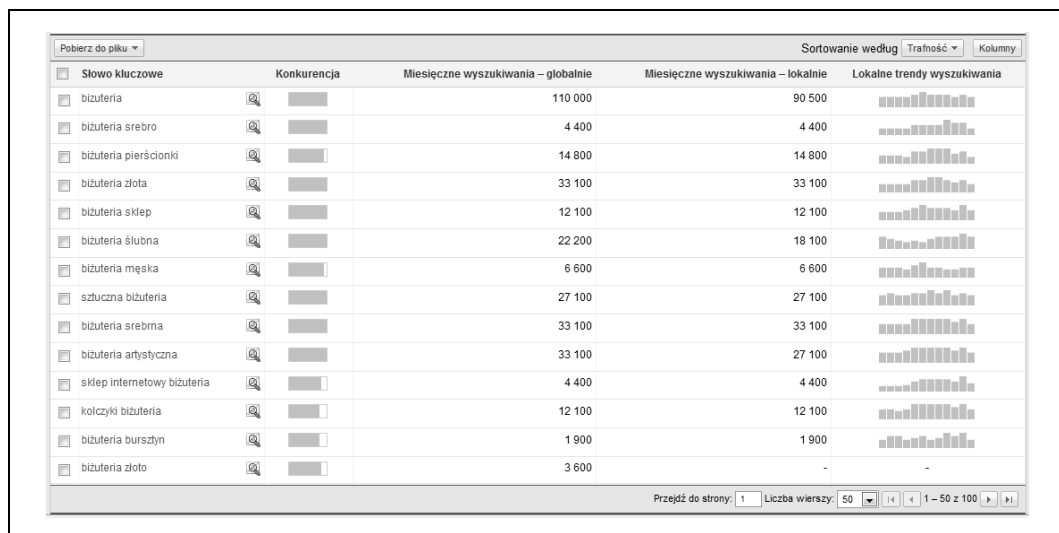 Pobierz do pliku Sortowanie według Trafność Kolumny
Słowo kluczowe Konkurencja Miesięczne wyszukiwania – globalnie Miesięczne wyszukiwania – lokalnie Lokalne trendy wyszukiwania
bizuteria 110 000 90 500
biżuteria srebro 4 400 4 400
biżuteria pierścionki 14 800 14 800
biżuteria złota 33 100 33 100
biżuteria sklep 12 100 12 100
biżuteria ślubna 22 200 18 100
biżuteria męska 6 600 6 600
sztuczna biżuteria 27 100 27 100
biżuteria srebrna 33 100 33 100
biżuteria artystyczna 33 100 27 100
sklep internetowy biżuteria 4 400 4 400
kolczyki biżuteria 12 100 12 100
biżuteria bursztyn 1 900 1 900
biżuteria złoto 3 600 - -
Przejdź do strony: 1 Liczba wierszy: 50 1 – 50 z 100